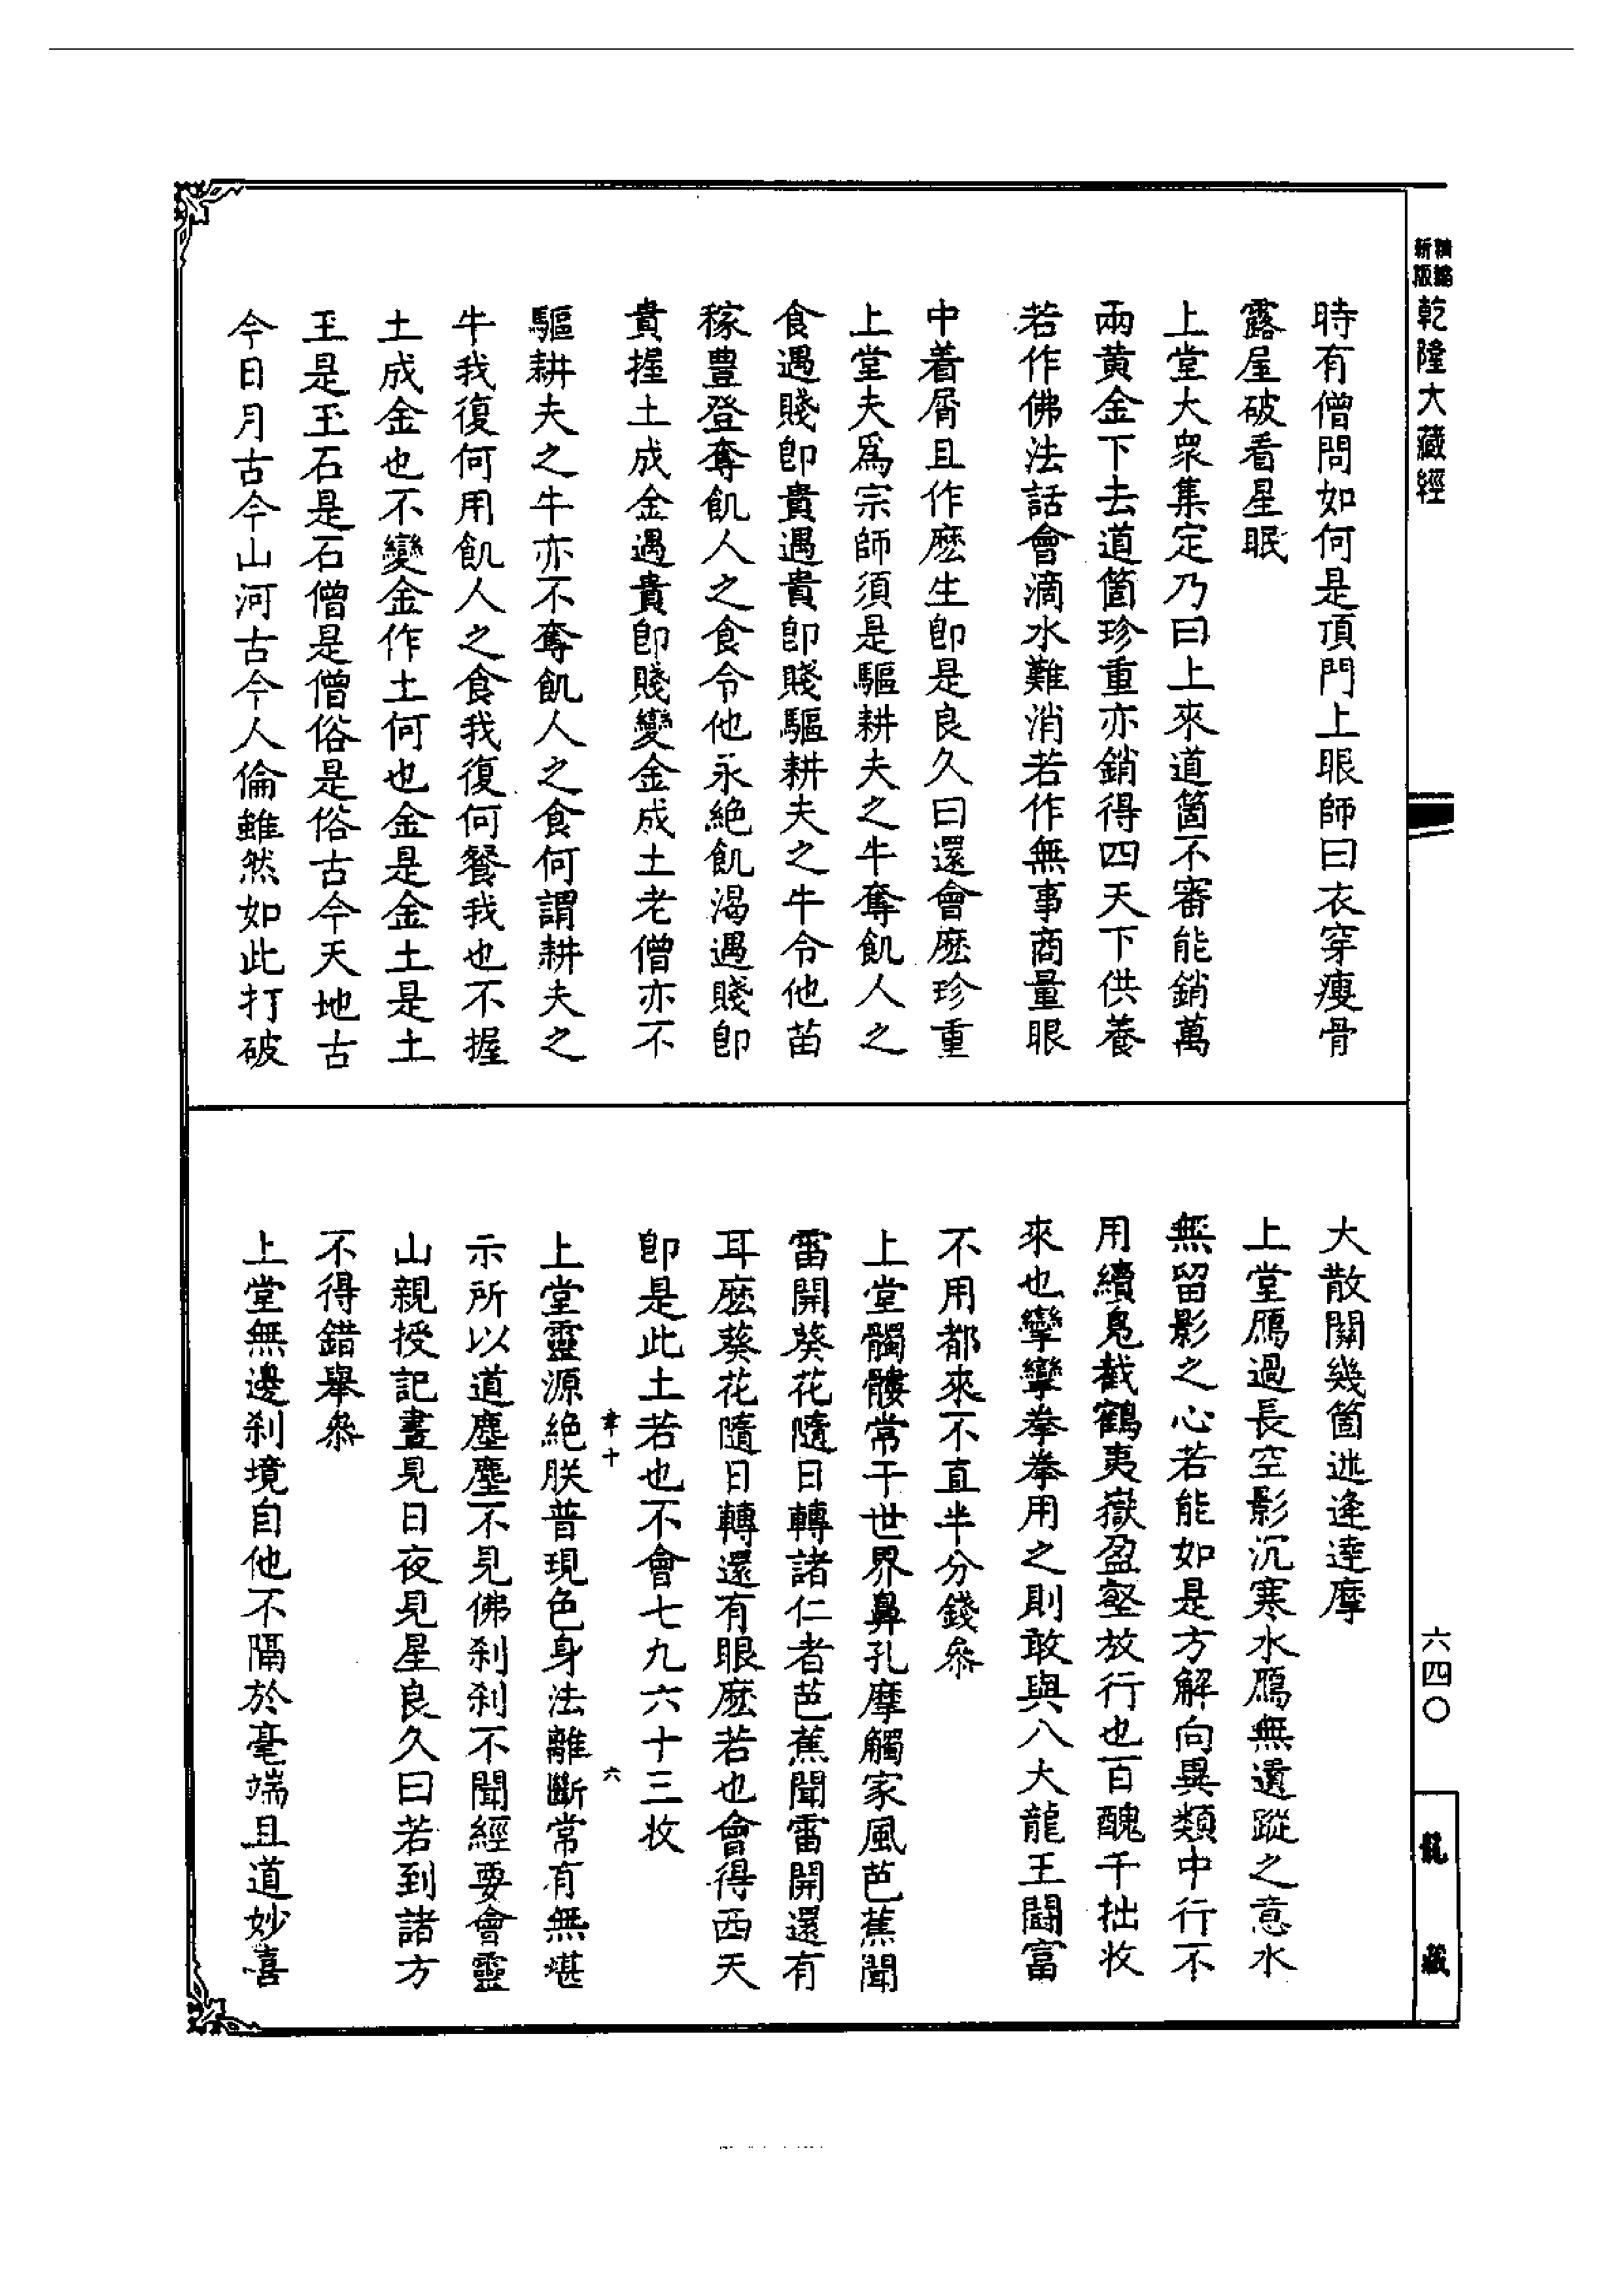 新版
精縮
乾隆大藏經
時有僧問如何是頂門上眼師曰衣穿瘦骨
露屋破看星眠
上堂大眾集定乃曰上來道箇不審能銷萬
兩黃金下去道箇珍重亦銷得四天下供養
若作佛法話會滴水難消若作無事商量眼
中着屑且作麽生卽是良久曰還會麽珍重
上堂夫爲宗師須是驅耕夫之牛奪飢人之
食遇賤卽貴遇貴卽賤驅耕夫之牛令他苗
稼豊登奪飢人之食令他永絶飢渴遇賤卽
貴握土成金遇貴卽賤變金成土老僧亦不
驅耕夫之牛亦不奪飢人之食何謂耕夫之
牛我復何用飢人之食我復何餐我也不握
土成金也不變金作土何也金是金土是土
玉是玉石是石僧是僧俗是俗古今天地古
今日月古今山河古今人倫雖然如此打破
大散關幾箇迷逢達摩
上堂鴈過長空影沉寒水鴈無遺蹤之意水
無留影之心若能如是方解向異類中行不
用續鳬截鶴夷嶽盈壑放行也百醜千拙收
來也攣攣拳拳用之則敢與八大龍王鬪富
不用都來不直半分錢叅
上堂髑髏常干世界鼻孔摩觸家風芭蕉聞
雷開葵花隨日轉諸仁者芭蕉聞雷開還有
耳麽葵花隨日轉還有眼麽若也會得西天
卽是此土若也不會七九六十三收
韋十 六
上堂靈源絶朕普現色身法離斷常有無堪
示所以道塵塵不見佛刹刹不聞經要會靈
山親授記晝見日夜見星良久曰若到諸方
不得錯舉叅
上堂無邊刹境自他不隔於毫端且道妙喜
六四〇
龍藏